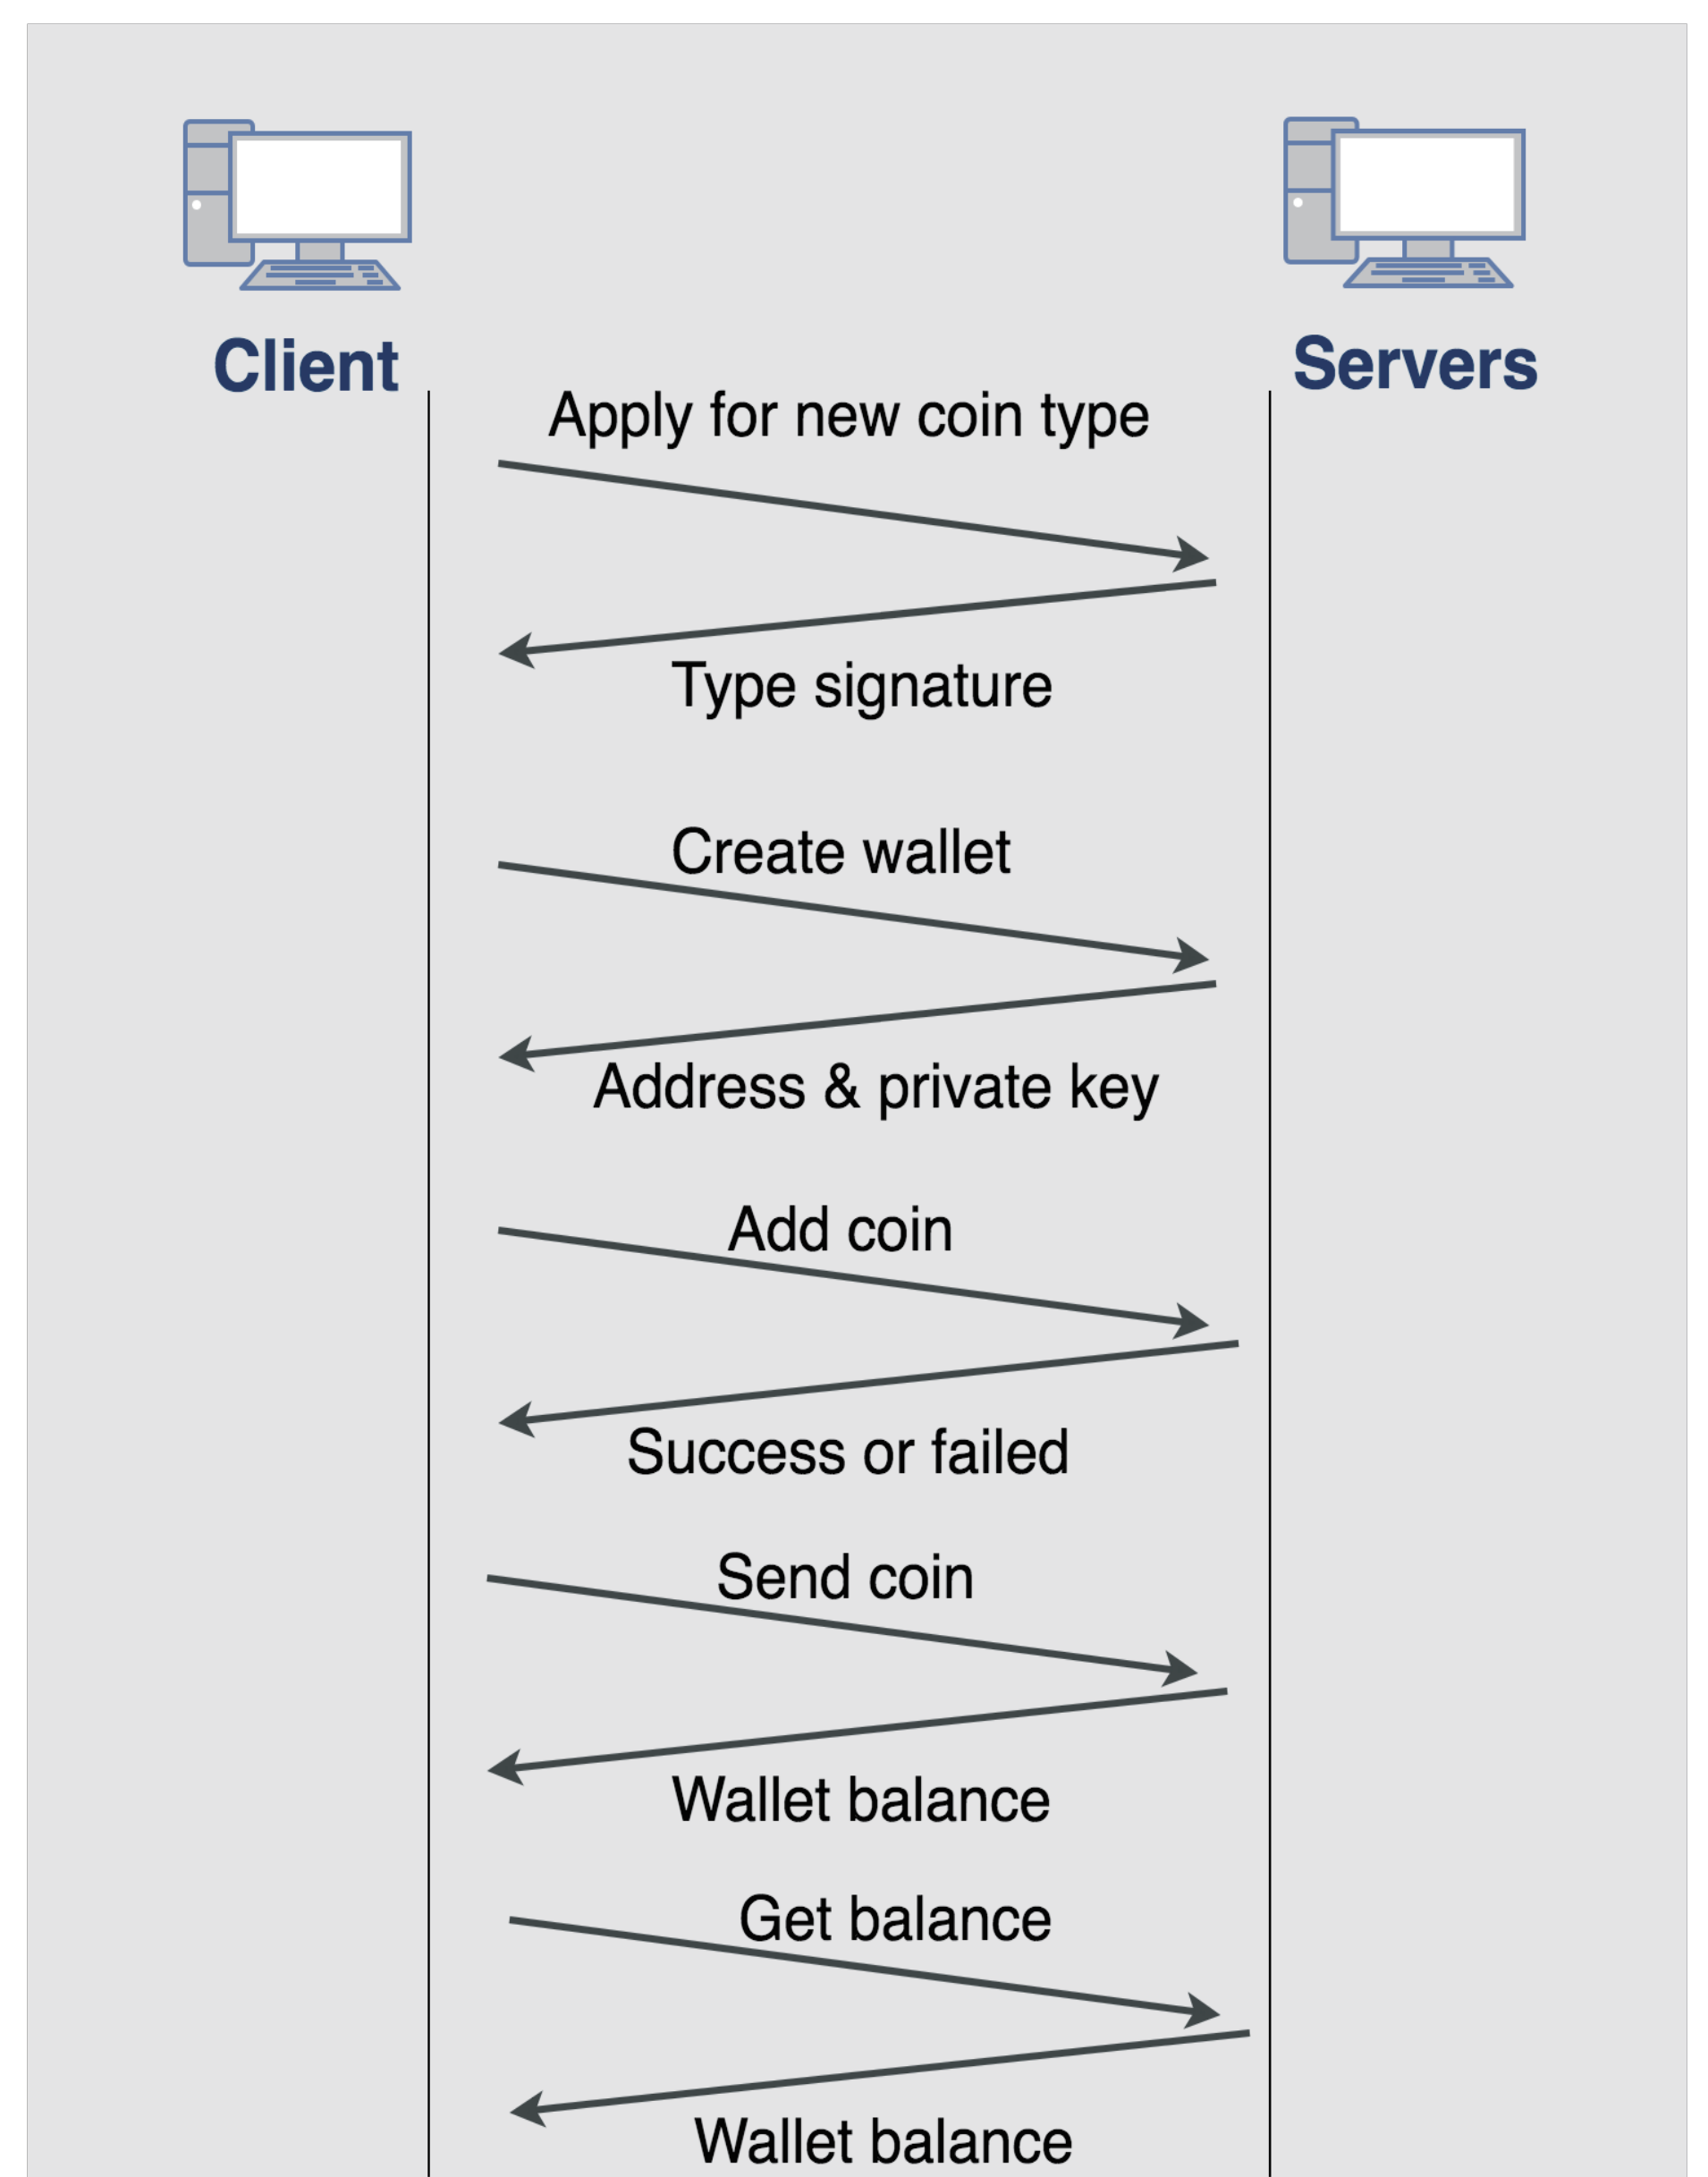 Client
Servers
Apply for new coin type
Type signature
Create wallet
Address & private key
Add coin
Success or failed
Send coin
Wallet balance
Get balance
Wallet balance